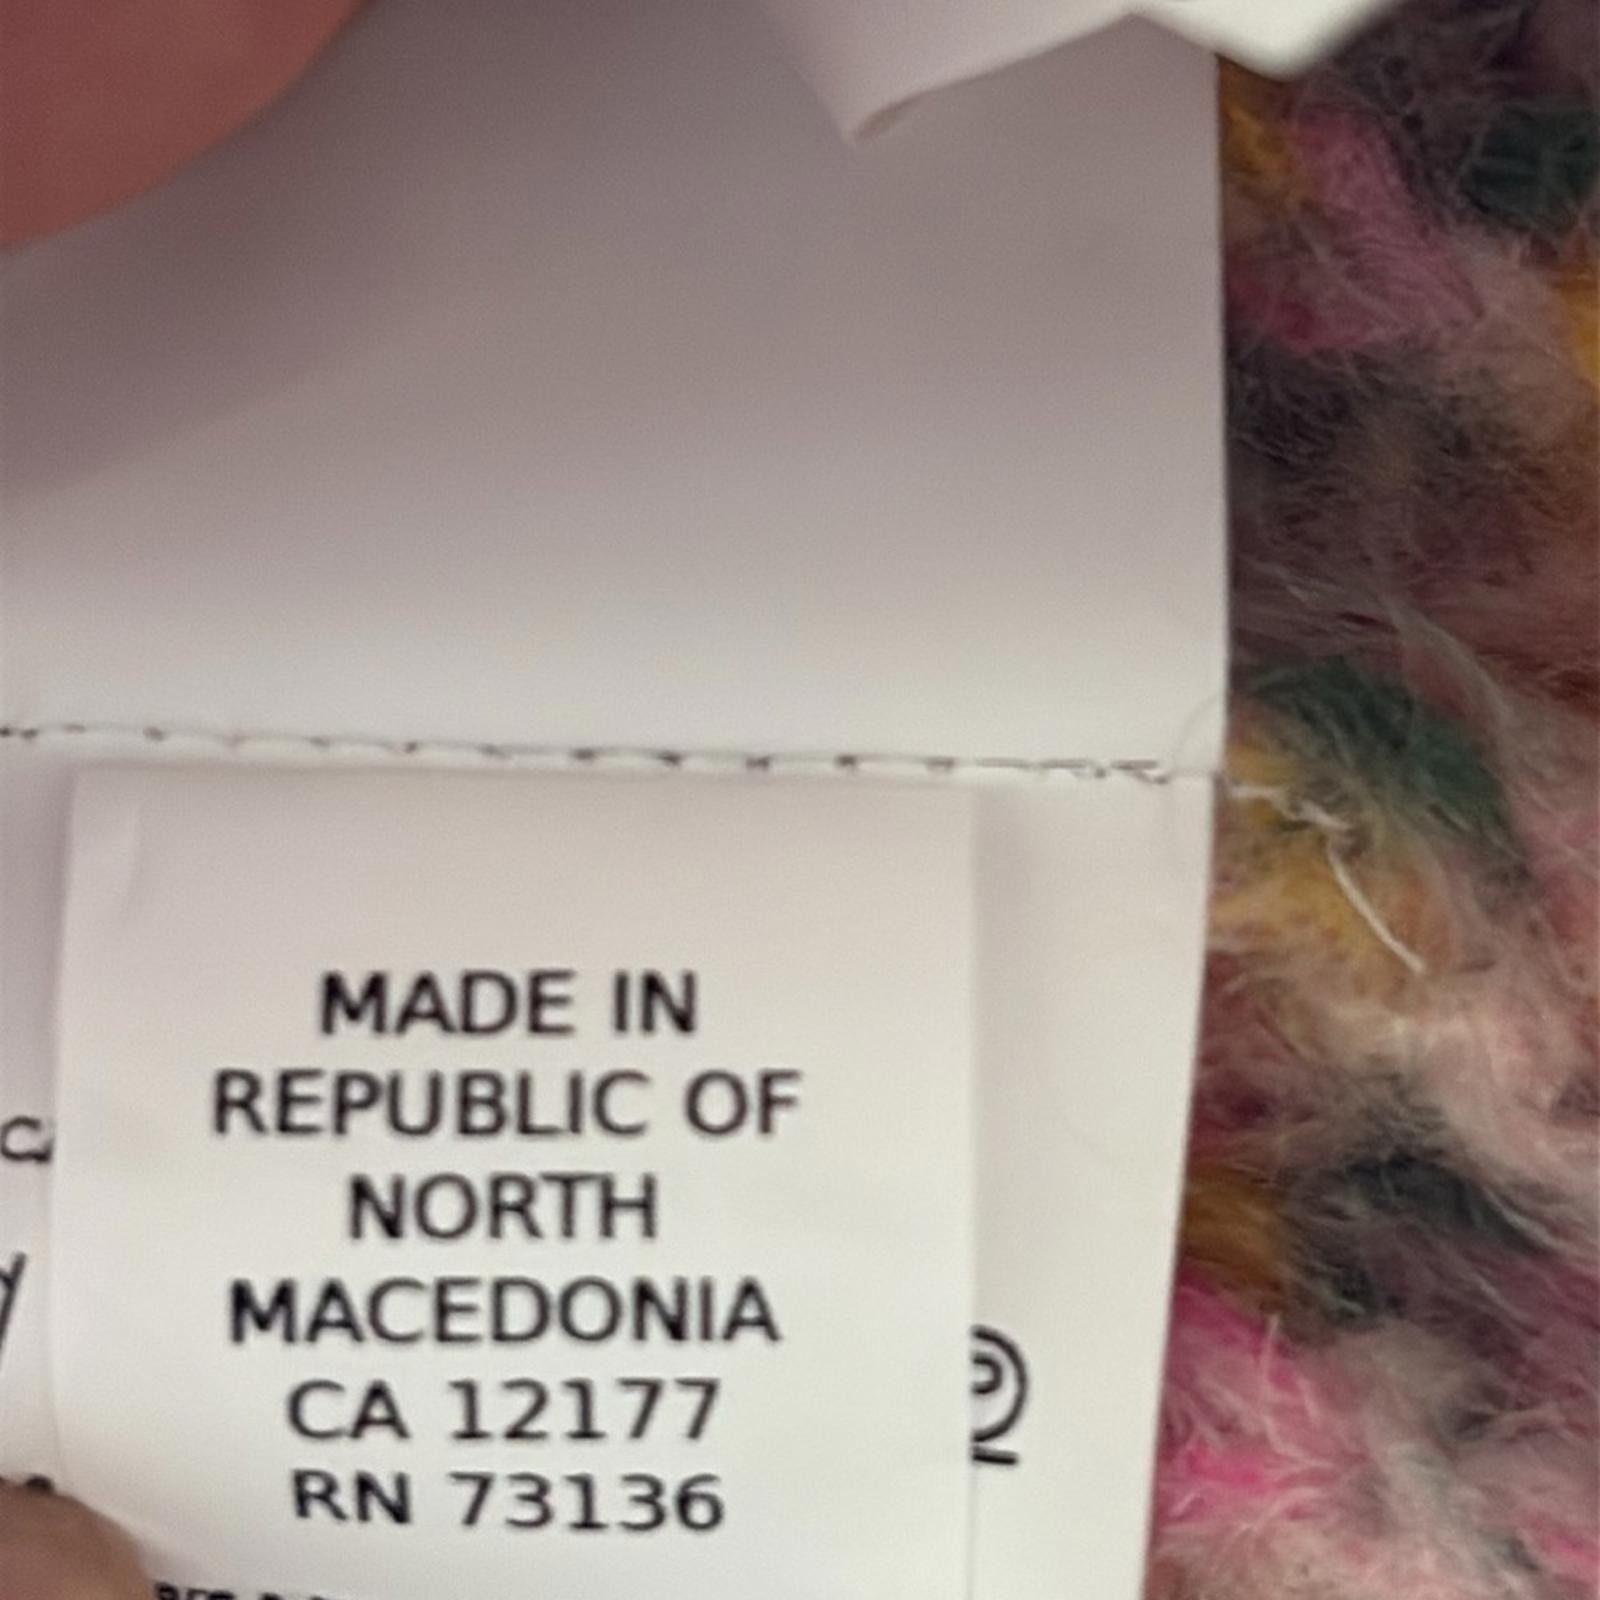 MADE IN
REPUBLIC OF
NORTH
MACEDONIA
CA 12177
RN 73136